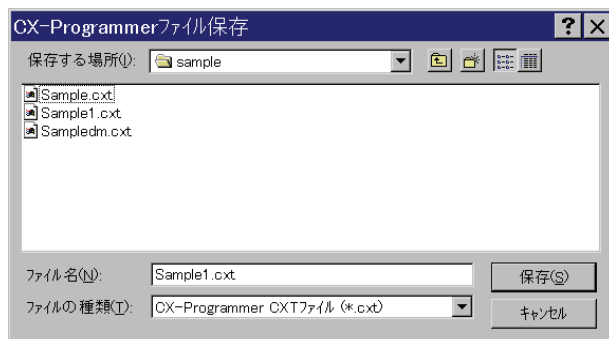 CX-Programmerファイル保存
保存する場所(I): sample
Sample.cxt
Sample1.cxt
Sampledm.cxt
ファイル名(N): Sample1.cxt 保存(S)
ファイルの種類(T): CX-Programmer CXTファイル (*.cxt) キャンセル